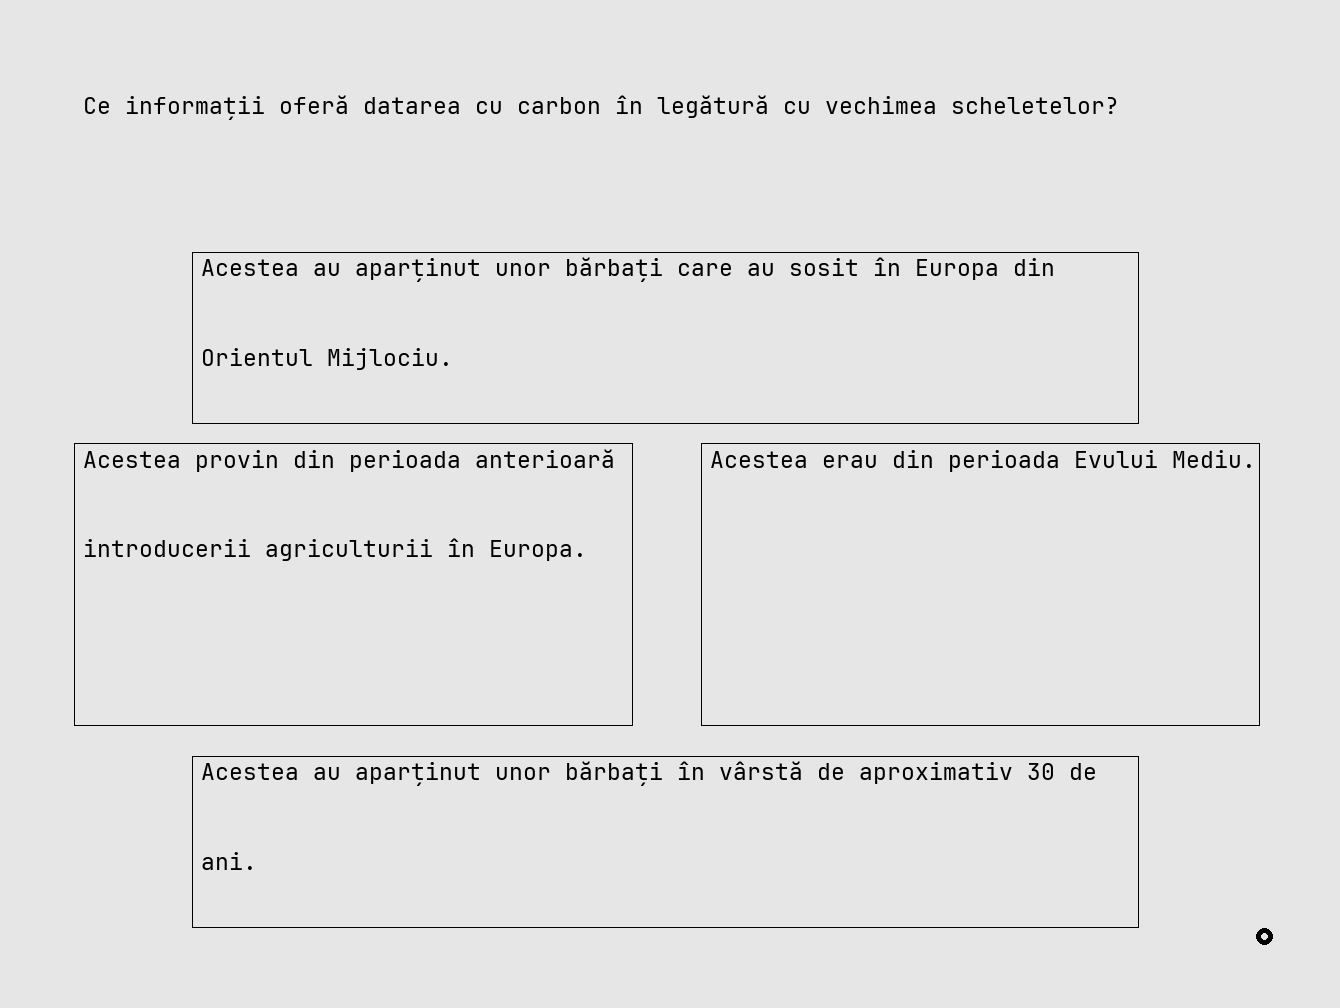 Ce informații oferă datarea cu carbon în legătură cu vechimea scheletelor?
Acestea au aparținut unor bărbați care au sosit în Europa din
Orientul Mijlociu.
Acestea provin din perioada anterioară
introducerii agriculturii în Europa.
Acestea erau din perioada Evului Mediu.
Acestea au aparținut unor bărbați în vârstă de aproximativ 30 de
ani.